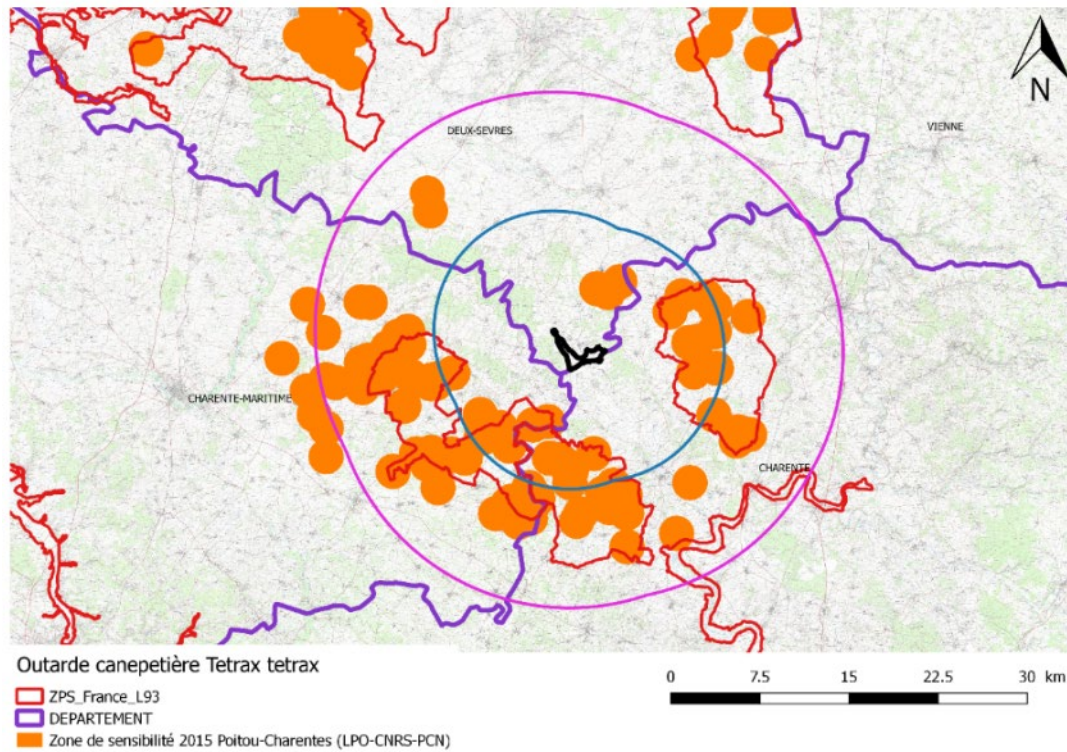 N
DEUX-SEVRES
VIENNE
CHARENTE-MARITIME
CHARENTE
Outarde canepetière Tetrax tetrax
ZPS_France_L93
DEPARTEMENT
Zone de sensibilité 2015 Poitou-Charentes (LPO-CNRS-PCN)
0 7.5 15 22.5 30 km